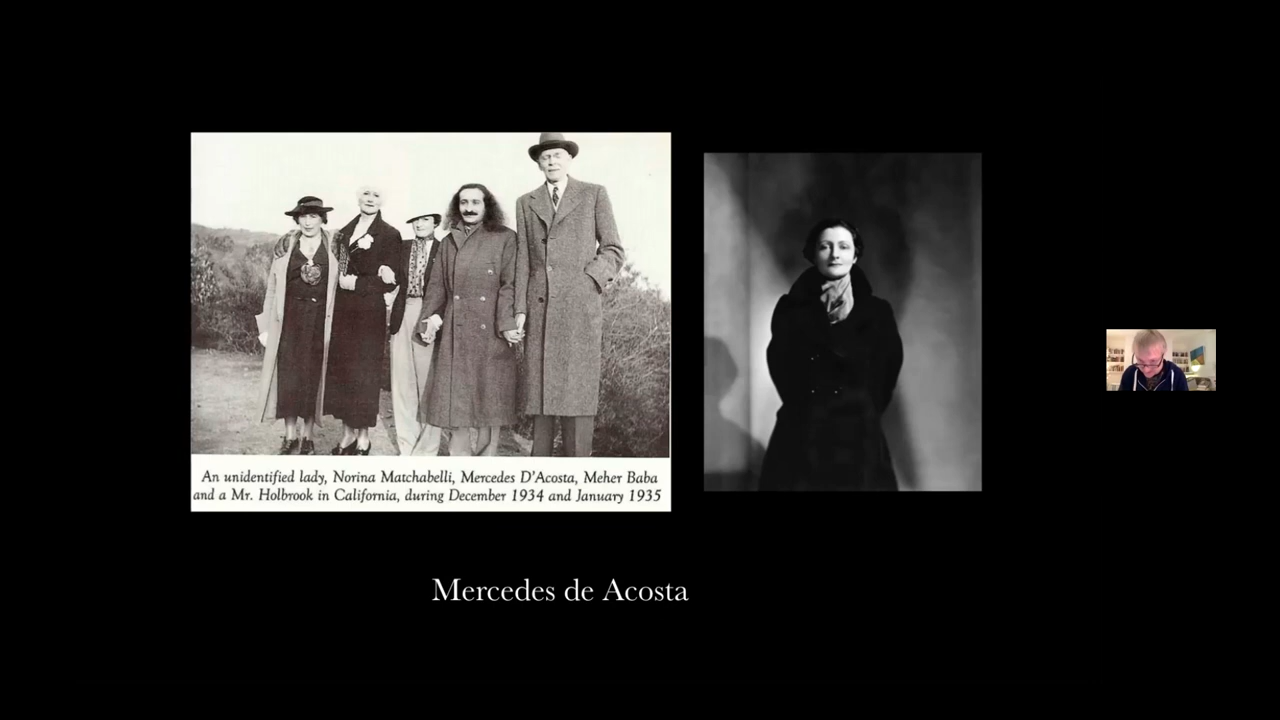 An unidentified lady, Norina Matchabelli, Mercedes D'Acosta, Meher Baba
and a Mr. Holbrook in California, during December 1934 and January 1935
Mercedes de Acosta